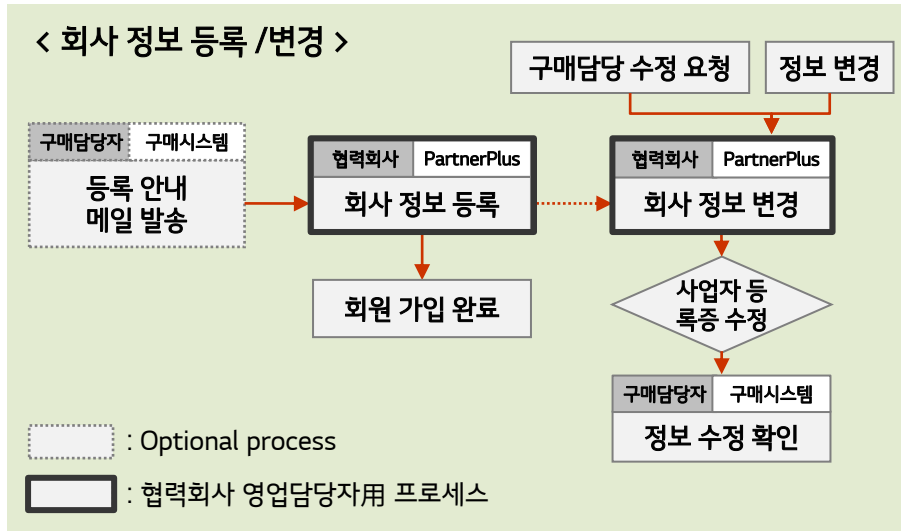 < 회사 정보 등록 /변경 >
구매담당 수정 요청
정보 변경
구매담당자 구매시스템
등록 안내
메일 발송
협력회사 PartnerPlus
회사 정보 등록
협력회사 PartnerPlus
회사 정보 변경
회원 가입 완료
사업자 등
록증 수정
구매담당자 구매시스템
정보 수정 확인
: Optional process
: 협력회사 영업담당자用 프로세스